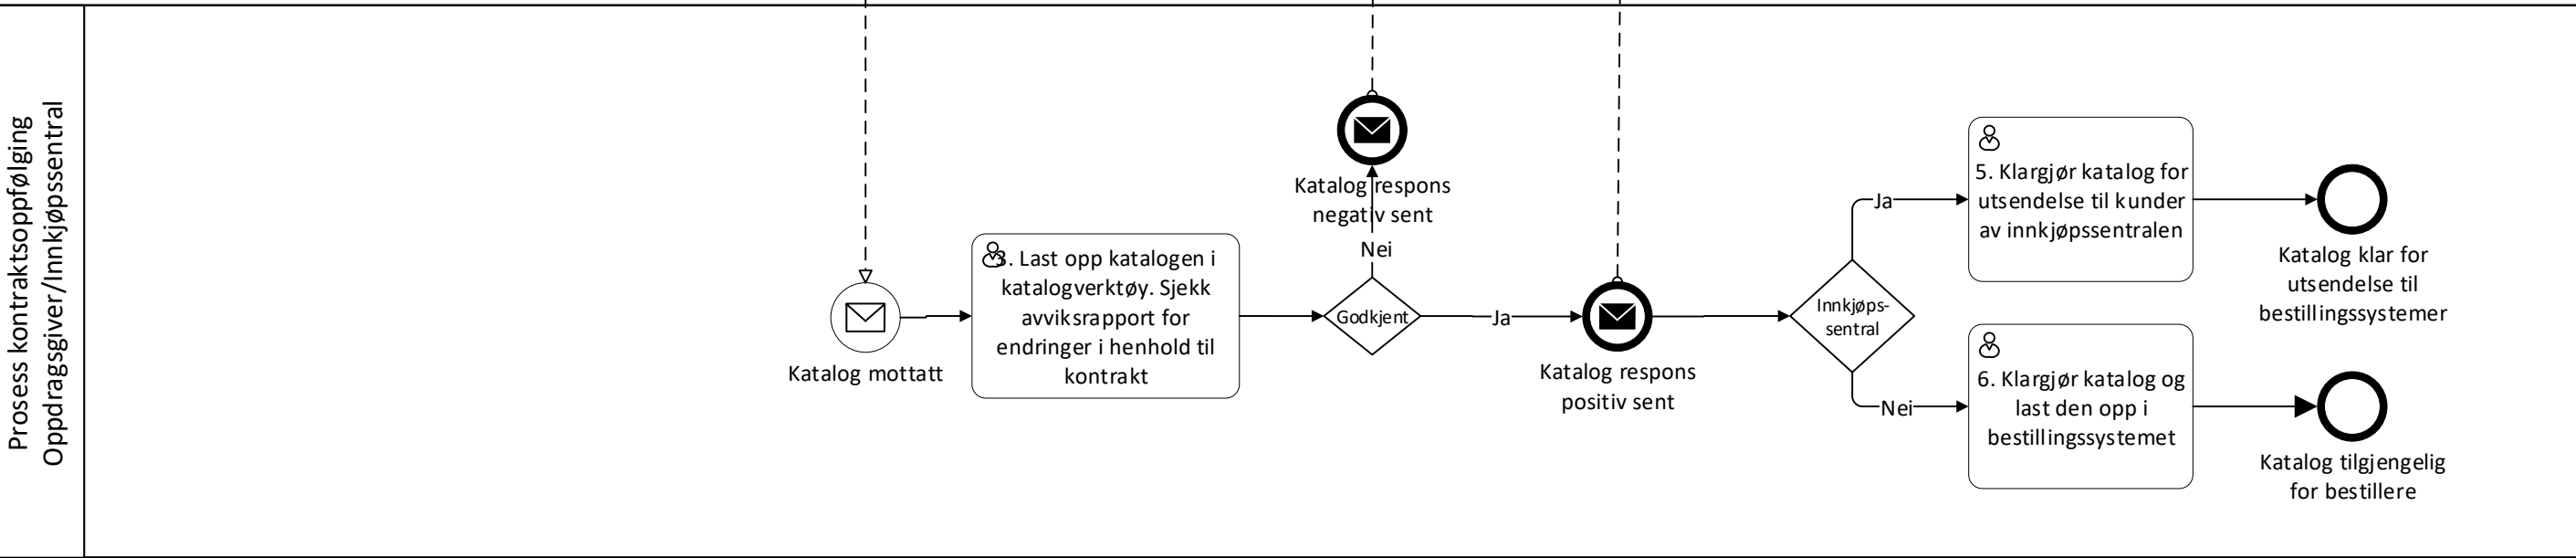 Prosess kontraktsoppfølging
Oppdragsgiver/Innkjøpssentral
Katalog mottatt
3. Last opp katalogen i
katalogverktøy. Sjekk
avviksrapport for
endringer i henhold til
kontrakt
Godkjent
Nei
Katalog respons
negativ sent
Ja
Katalog respons
positiv sent
Innkjøps-
sentral
Ja
5. Klargjør katalog for
utsendelse til kunder
av innkjøpssentralen
Katalog klar for
utsendelse til
bestillingssystemer
Nei
6. Klargjør katalog og
last den opp i
bestillingssystemet
Katalog tilgjengelig
for bestillere